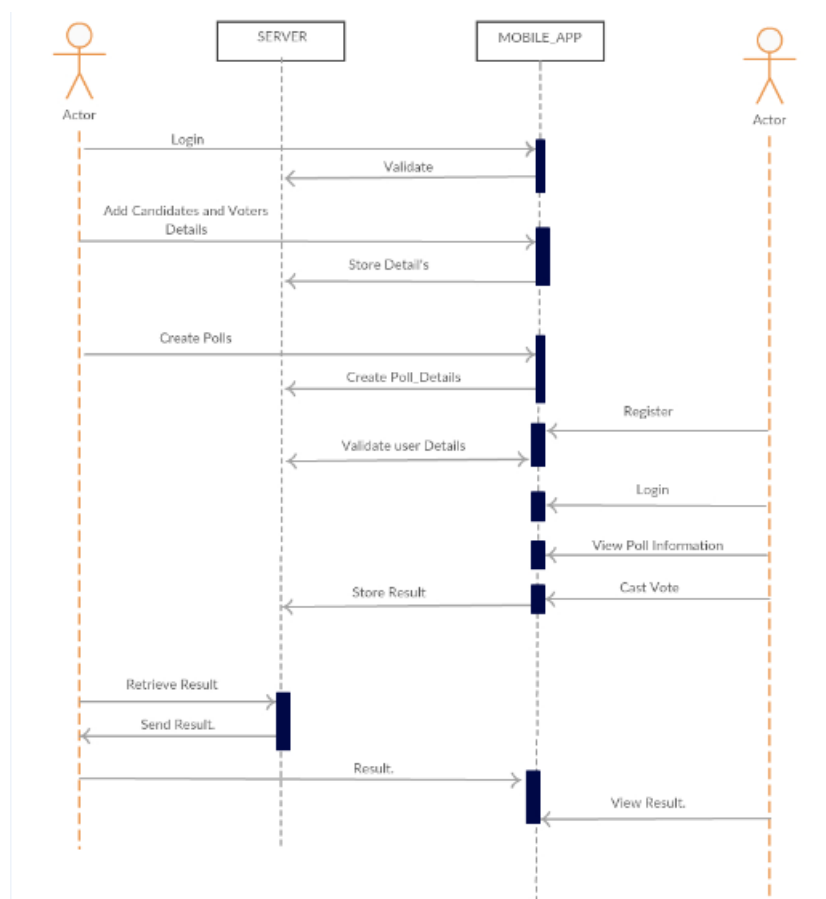 SERVER
MOBILE_APP
Actor
Actor
Login
Validate
Add Candidates and Voters
Details
Store Detail's
Create Polls
Create Poll_Details
Register
Validate user Details
Login
View Poll Information
Cast Vote
Store Result
Retrieve Result
Send Result.
Result.
View Result.